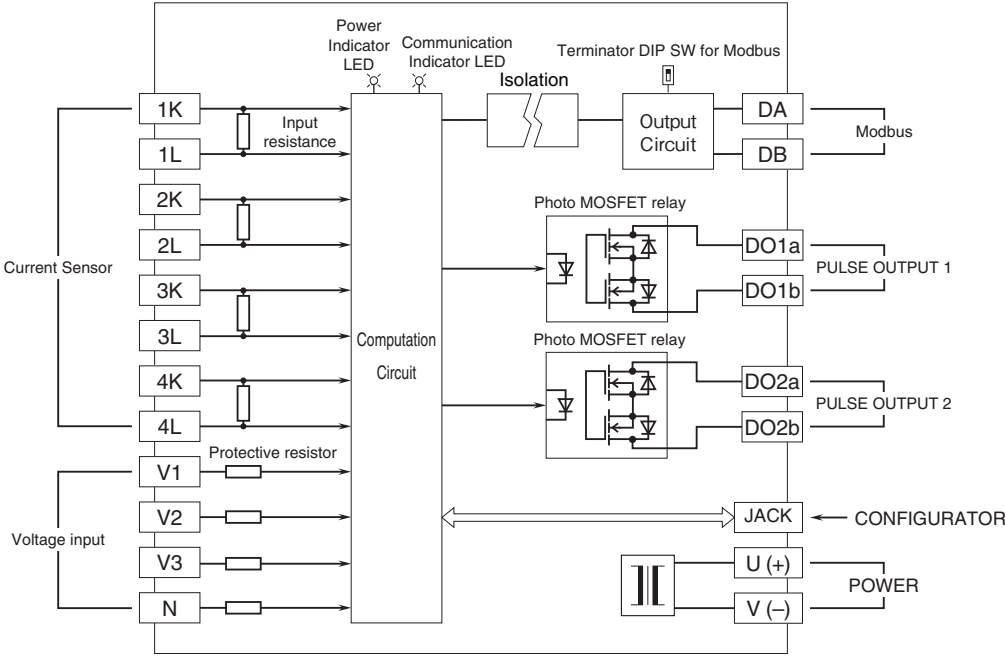 Power
Indicator
LED
Communication
Indicator LED
Terminator DIP SW for Modbus
Isolation
1K
1L
2K
2L
3K
3L
4K
4L
V1
V2
V3
N
Current Sensor
Voltage input
Input
resistance
Protective resistor
Computation
Circuit
Output
Circuit
DA
DB
Modbus
Photo MOSFET relay
DO1a
DO1b
PULSE OUTPUT 1
Photo MOSFET relay
DO2a
DO2b
PULSE OUTPUT 2
JACK
CONFIGURATOR
U (+)
V (–)
POWER